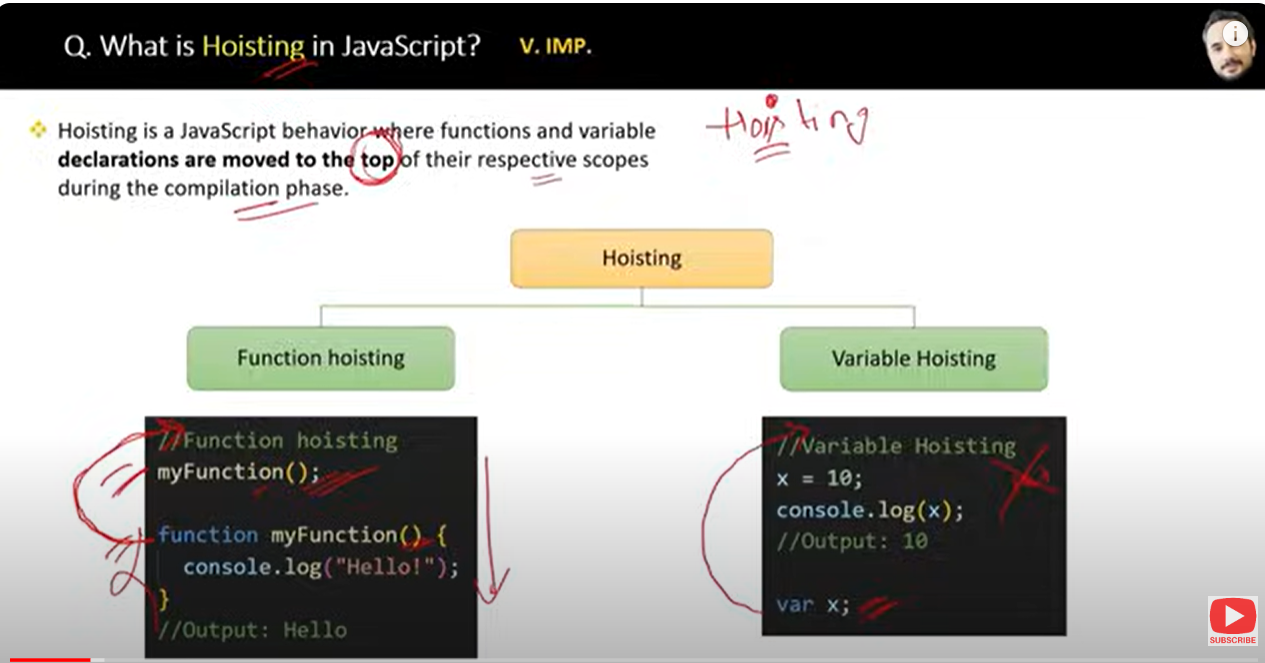 Q. What is Hoisting in JavaScript? V. IMP.
Hoisting is a JavaScript behavior where functions and variable
declarations are moved to the top of their respective scopes
during the compilation phase.
Hoisting
Hoisting
Function hoisting
Variable Hoisting
//Function hoisting
myFunction();
function myFunction() {
console.log("Hello!");
}
//Output: Hello
//Variable Hoisting
x = 10;
console.log(x);
//Output: 10
var x;
SUBSCRIBE